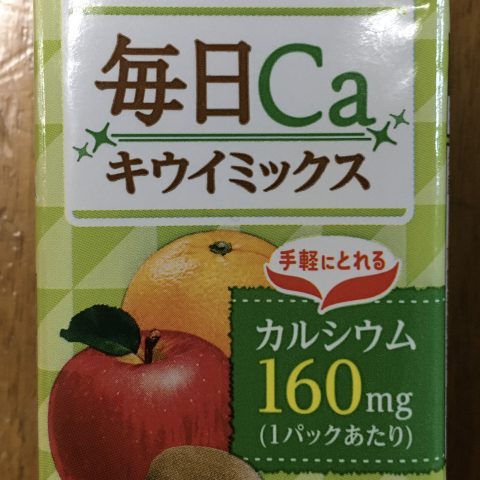 毎日Ca
キウイミックス
手軽にとれる
カルシウム
160mg
(1パックあたり)